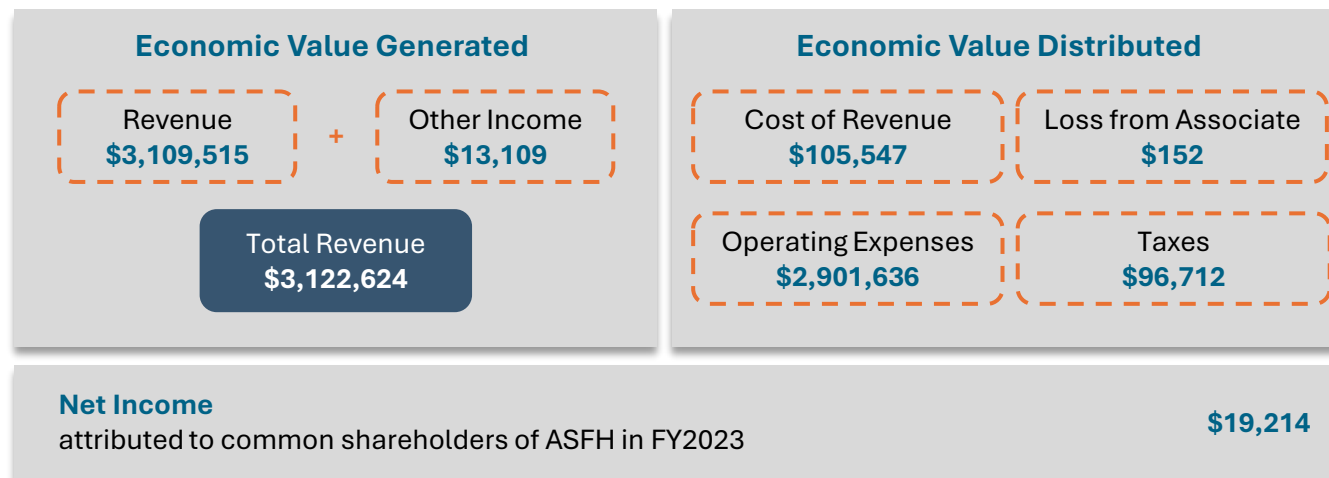 Economic Value Generated
Revenue
$3,109,515
+
Other Income
$13,109
Total Revenue
$3,122,624
Economic Value Distributed
Cost of Revenue
$105,547
Loss from Associate
$152
Operating Expenses
$2,901,636
Taxes
$96,712
Net Income
attributed to common shareholders of ASFH in FY2023
$19,214